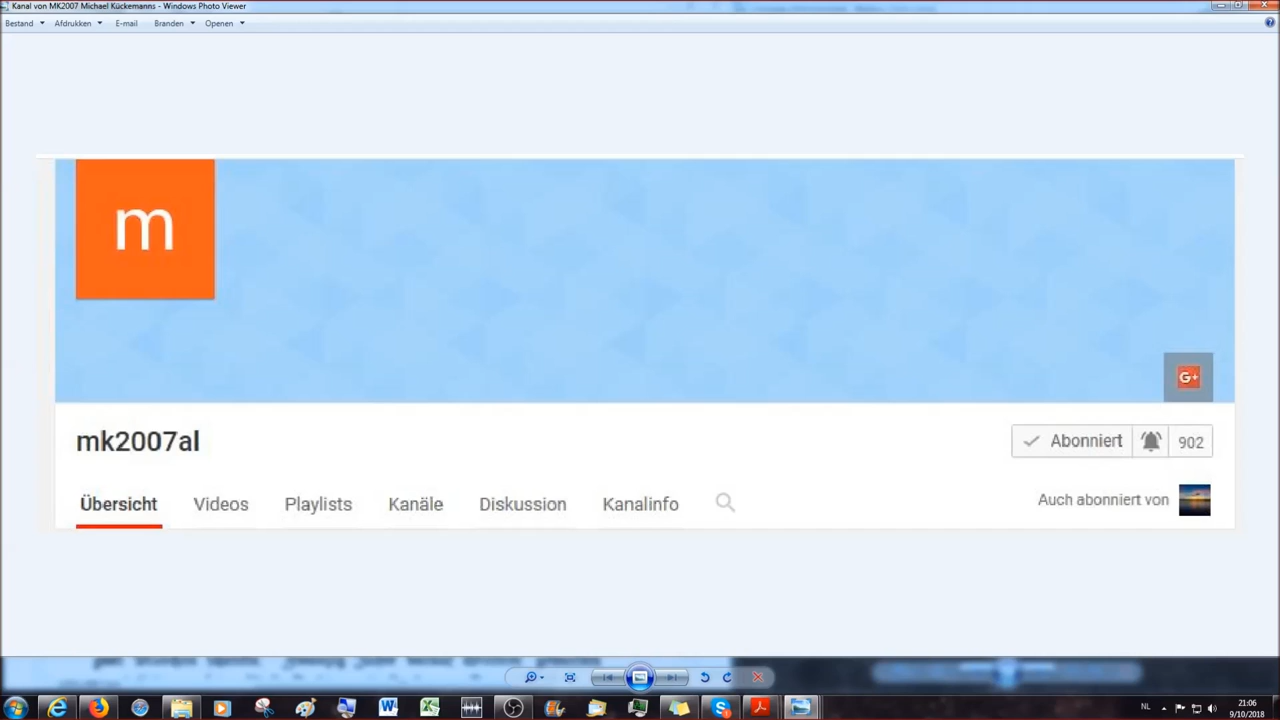 Kanal von MK2007 Michael Kückemanns - Windows Photo Viewer
Bestand Afdrukken E-mail Branden Openen
m
G+
mk2007al
Abonniert 902
Übersicht Videos Playlists Kanäle Diskussion Kanalinfo
Auch abonniert von
NL
21:06
9/10/2018